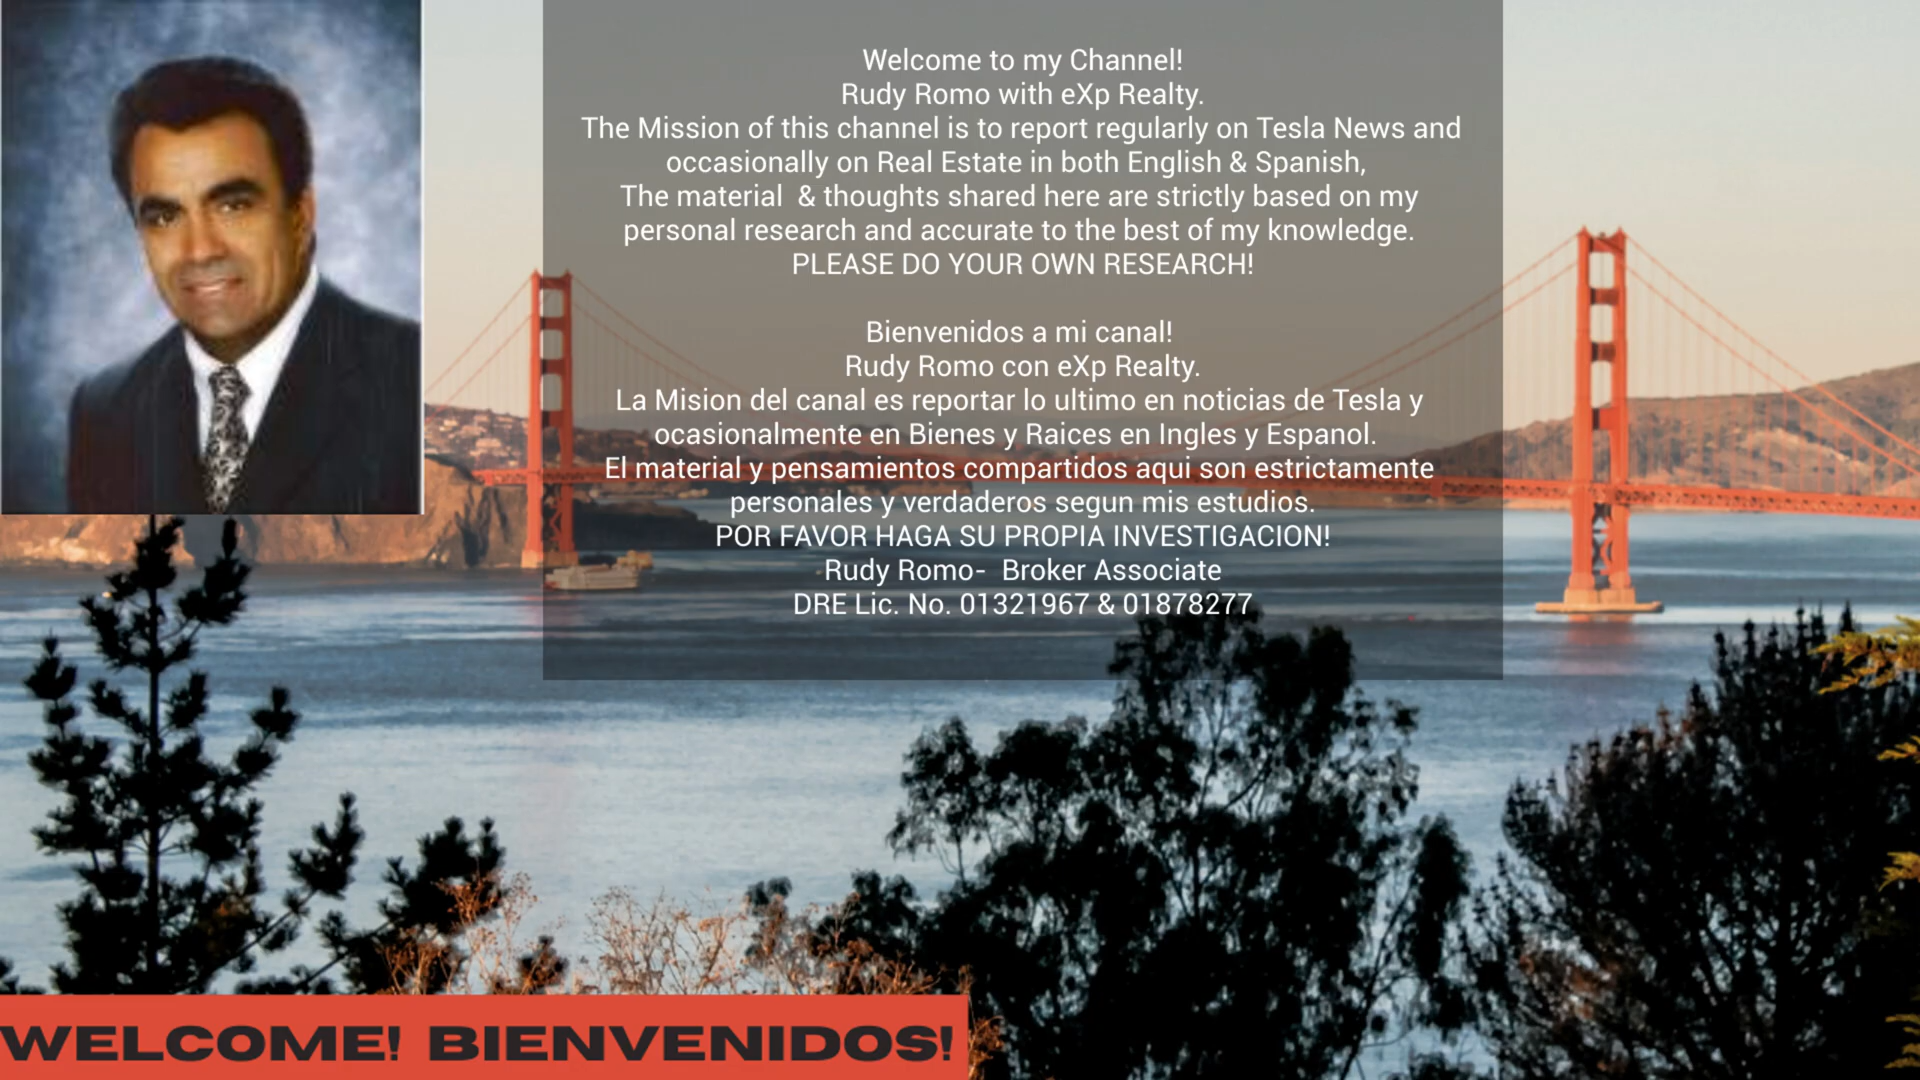 Welcome to my Channel!
Rudy Romo with eXp Realty.
The Mission of this channel is to report regularly on Tesla News and
occasionally on Real Estate in both English & Spanish,
The material  & thoughts shared here are strictly based on my
personal research and accurate to the best of my knowledge.
PLEASE DO YOUR OWN RESEARCH!
Bienvenidos a mi canal!
Rudy Romo con eXp Realty.
La Mision del canal es reportar lo ultimo en noticias de Tesla y
ocasionalmente en Bienes y Raices en Ingles y Espanol.
El material y pensamientos compartidos aqui son estrictamente
personales y verdaderos segun mis estudios.
POR FAVOR HAGA SU PROPIA INVESTIGACION!
Rudy Romo-  Broker Associate
DRE Lic. No. 01321967 & 01878277
WELCOME! BIENVENIDOS!